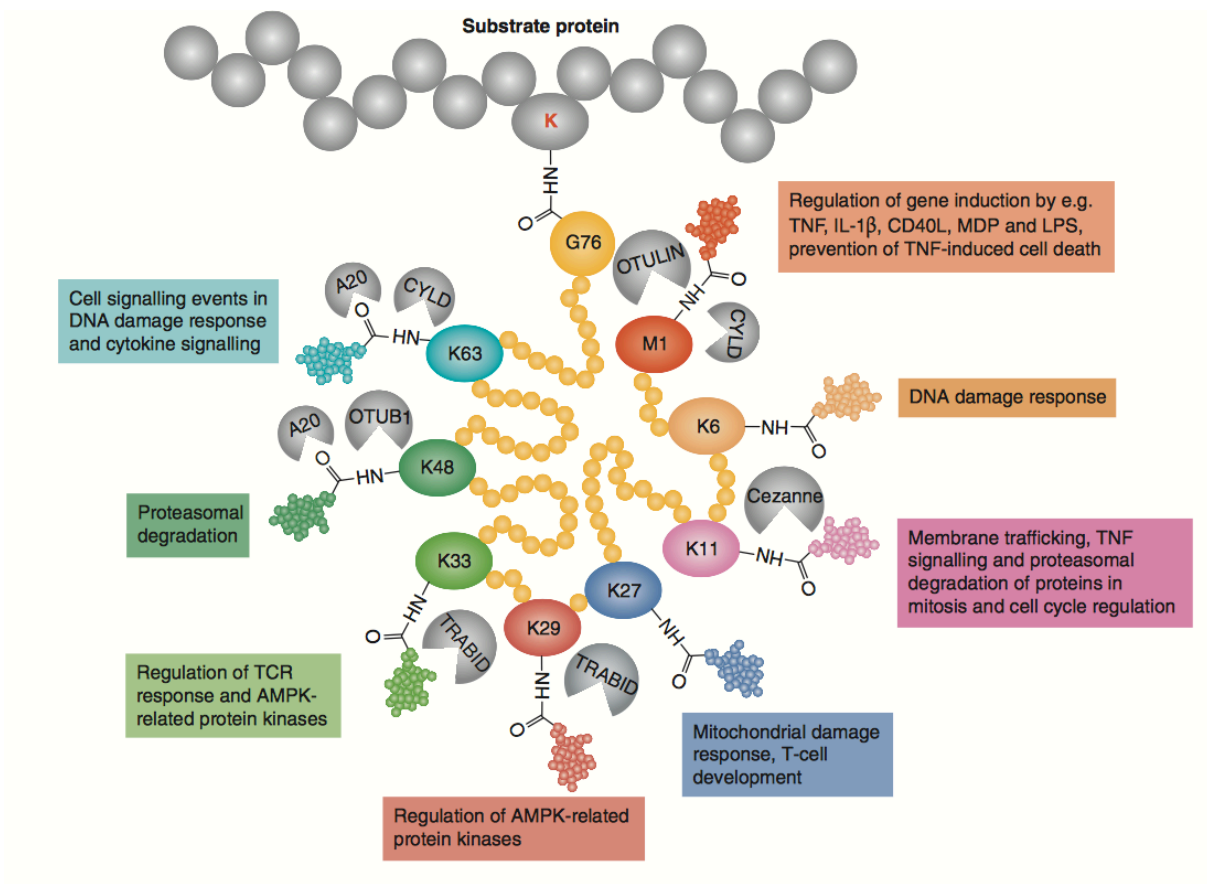 Substrate protein
K
HN
O
G76
Regulation of gene induction by e.g.
TNF, IL-1β, CD40L, MDP and LPS,
prevention of TNF-induced cell death
OTULIN
O
NH
CYLD
M1
Cell signalling events in
DNA damage response
and cytokine signalling
A20
CYLD
O
HN
K63
DNA damage response
K6
NH
O
A20
OTUB1
O
HN
K48
Proteasomal
degradation
Cezanne
K11
NH
O
Membrane trafficking, TNF
signalling and proteasomal
degradation of proteins in
mitosis and cell cycle regulation
K33
HN
O
TRABID
Regulation of TCR
response and AMPK-
related protein kinases
K29
HN
O
TRABID
K27
NH
O
Mitochondrial damage
response, T-cell
development
Regulation of AMPK-related
protein kinases